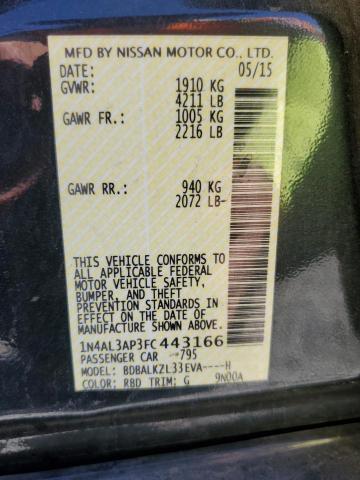 MFD BY NISSAN MOTOR CO., LTD.
DATE: 05/15
GVWR: 1910 KG
4211 LB
GAWR FR.: 1005 KG
2216 LB
GAWR RR.: 940 KG
2072 LB-
THIS VEHICLE CONFORMS TO
ALL APPLICABLE FEDERAL
MOTOR VEHICLE SAFETY,
BUMPER, AND THEFT
PREVENTION STANDARDS IN
EFFECT ON THE DATE OF
MANUFACTURE SHOWN ABOVE.
1N4AL3AP3FC443166
PASSENGER CAR 795
MODEL: BDBALKZL33EVA----H
COLOR: RBD TRIM: G 9N00A